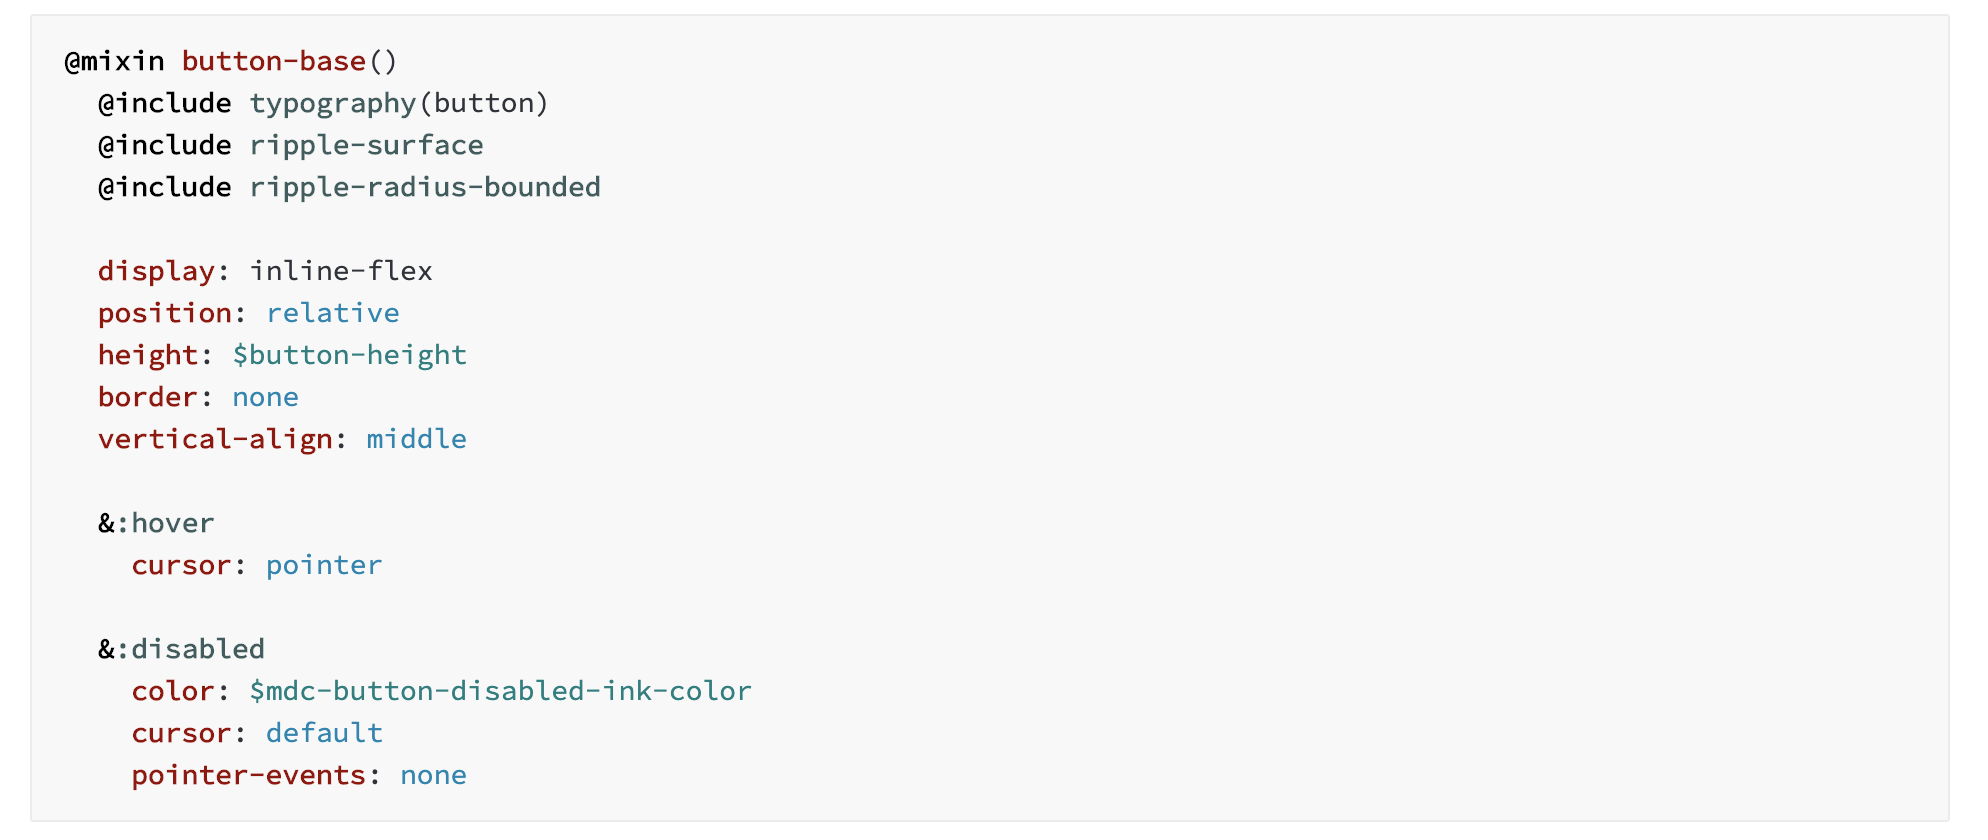 @mixin button-base()
  @include typography(button)
  @include ripple-surface
  @include ripple-radius-bounded

  display: inline-flex
  position: relative
  height: $button-height
  border: none
  vertical-align: middle

  &:hover
    cursor: pointer

  &:disabled
    color: $mdc-button-disabled-ink-color
    cursor: default
    pointer-events: none